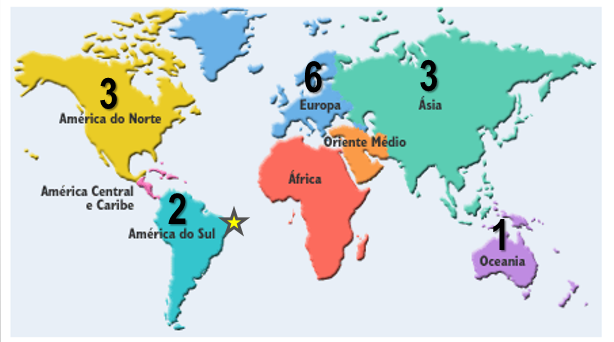 6
3
3
Europa
Ásia
América do Norte
Oriente Médio
África
América Central
e Caribe
2
América do Sul
1
Oceania